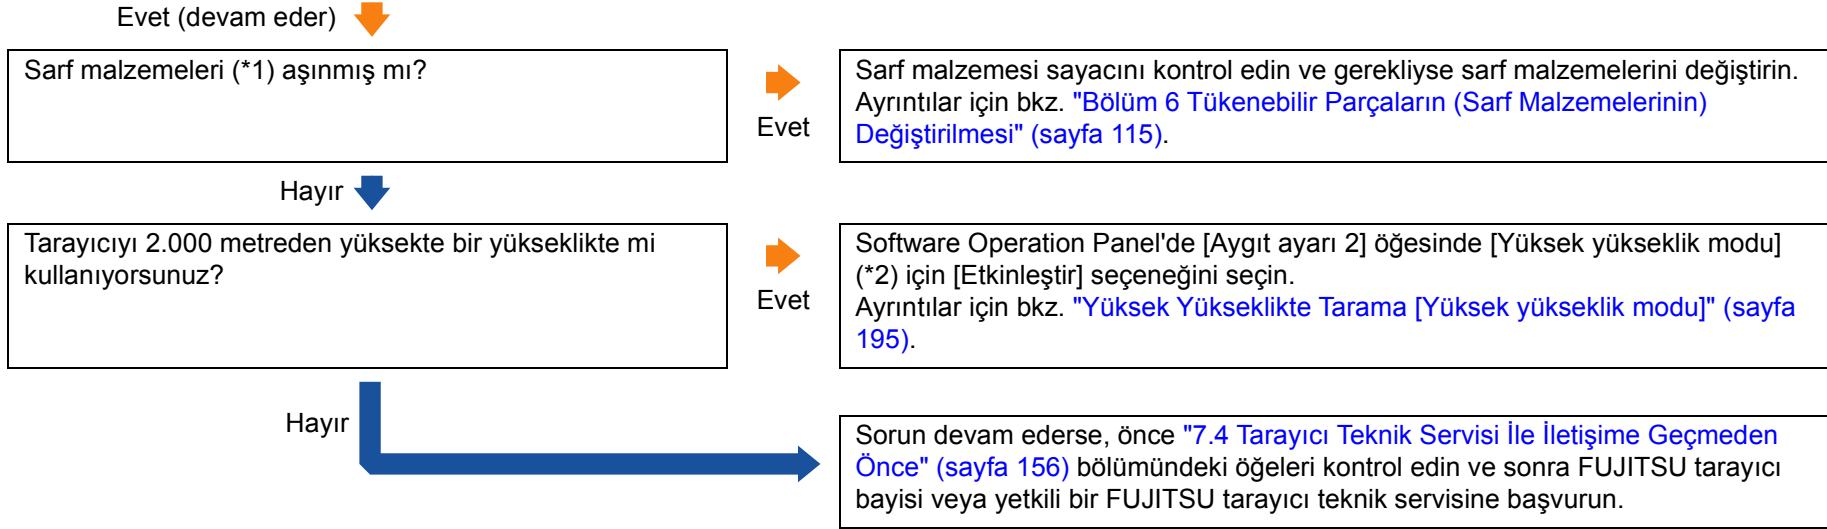 Evet (devam eder)
Sarf malzemeleri (*1) aşınmış mı?
Evet
Sarf malzemesi sayacını kontrol edin ve gerekliyse sarf malzemelerini değiştirin.
Ayrıntılar için bkz. "Bölüm 6 Tükenebilir Parçaların (Sarf Malzemelerinin)
Değiştirilmesi" (sayfa 115).
Hayır
Tarayıcıyı 2.000 metreden yüksekte bir yükseklikte mi
kullanıyorsunuz?
Evet
Software Operation Panel'de [Aygıt ayarı 2] öğesinde [Yüksek yükseklik modu]
(*2) için [Etkinleştir] seçeneğini seçin.
Ayrıntılar için bkz. "Yüksek Yükseklikte Tarama [Yüksek yükseklik modu]" (sayfa
195).
Hayır
Sorun devam ederse, önce "7.4 Tarayıcı Teknik Servisi İle İletişime Geçmeden
Önce" (sayfa 156) bölümündeki öğeleri kontrol edin ve sonra FUJITSU tarayıcı
bayisi veya yetkili bir FUJITSU tarayıcı teknik servisine başvurun.